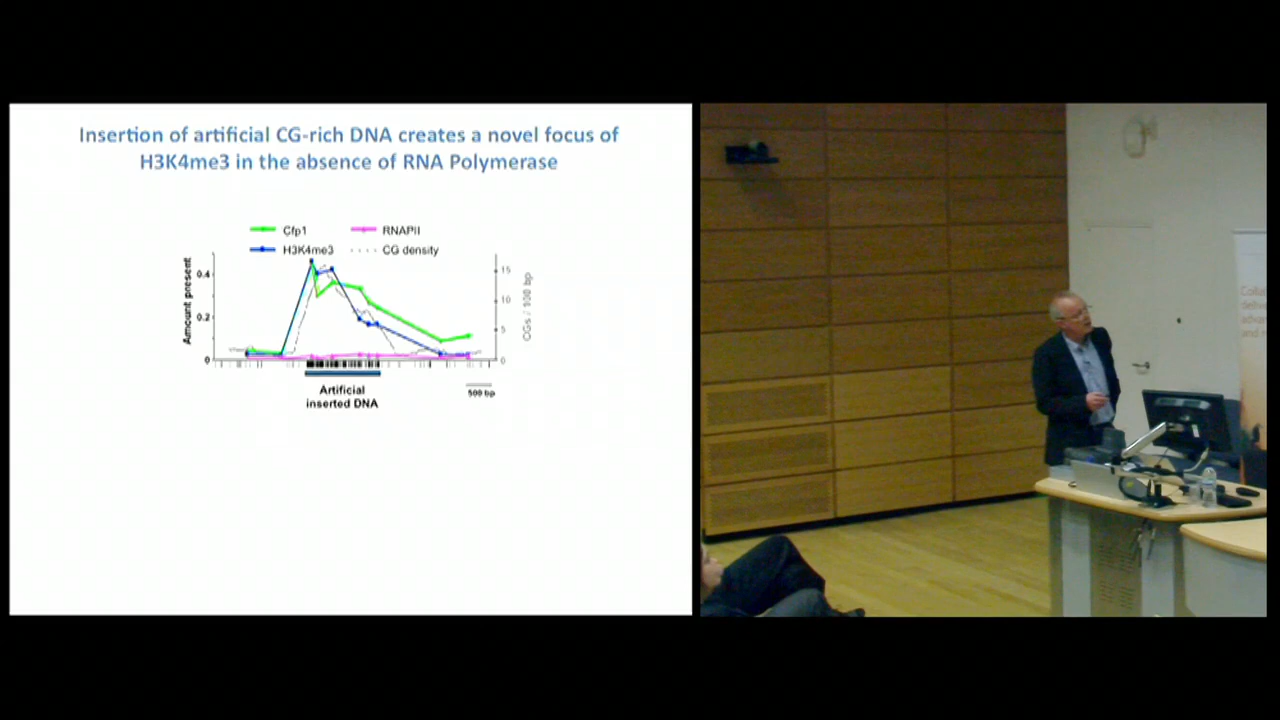 Insertion of artificial CG-rich DNA creates a novel focus of
H3K4me3 in the absence of RNA Polymerase
Cfp1
RNAPII
H3K4me3
CG density
Amount present
0.4
0.2
0
15
10
5
0
CGs / 100 bp
Artificial
inserted DNA
500 bp